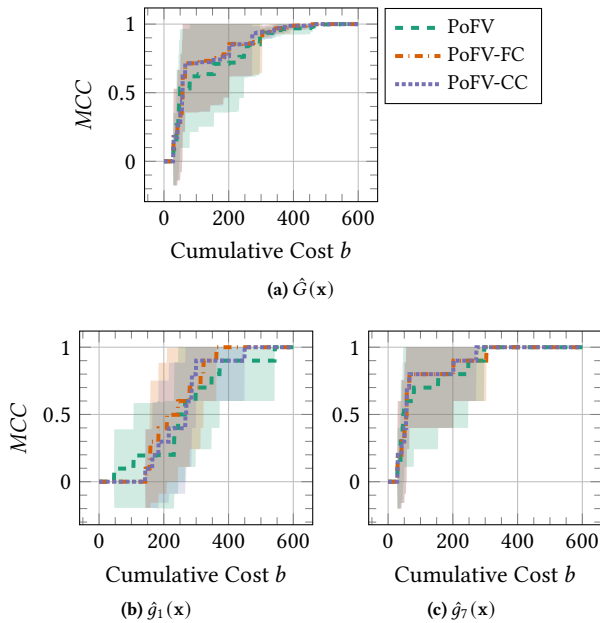 1
0.5
0
MCC
0 200 400 600
Cumulative Cost b
PoFV
PoFV-FC
PoFV-CC
(a) Ĝ(x)
1
0.5
0
MCC
0 200 400 600
Cumulative Cost b
(b) ĝ₁(x)
1
0.5
0
MCC
0 200 400 600
Cumulative Cost b
(c) ĝ₇(x)